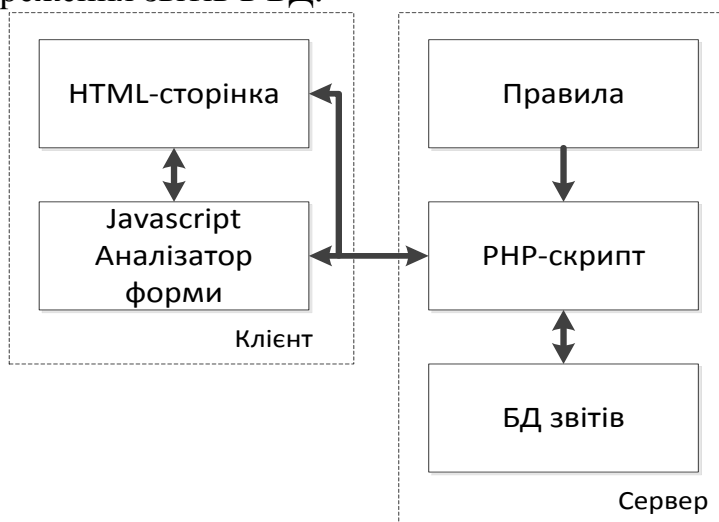 звітів в БД.
HTML-сторінка
Javascript
Аналізатор
форми
Клієнт
Правила
PHP-скрипт
БД звітів
Сервер